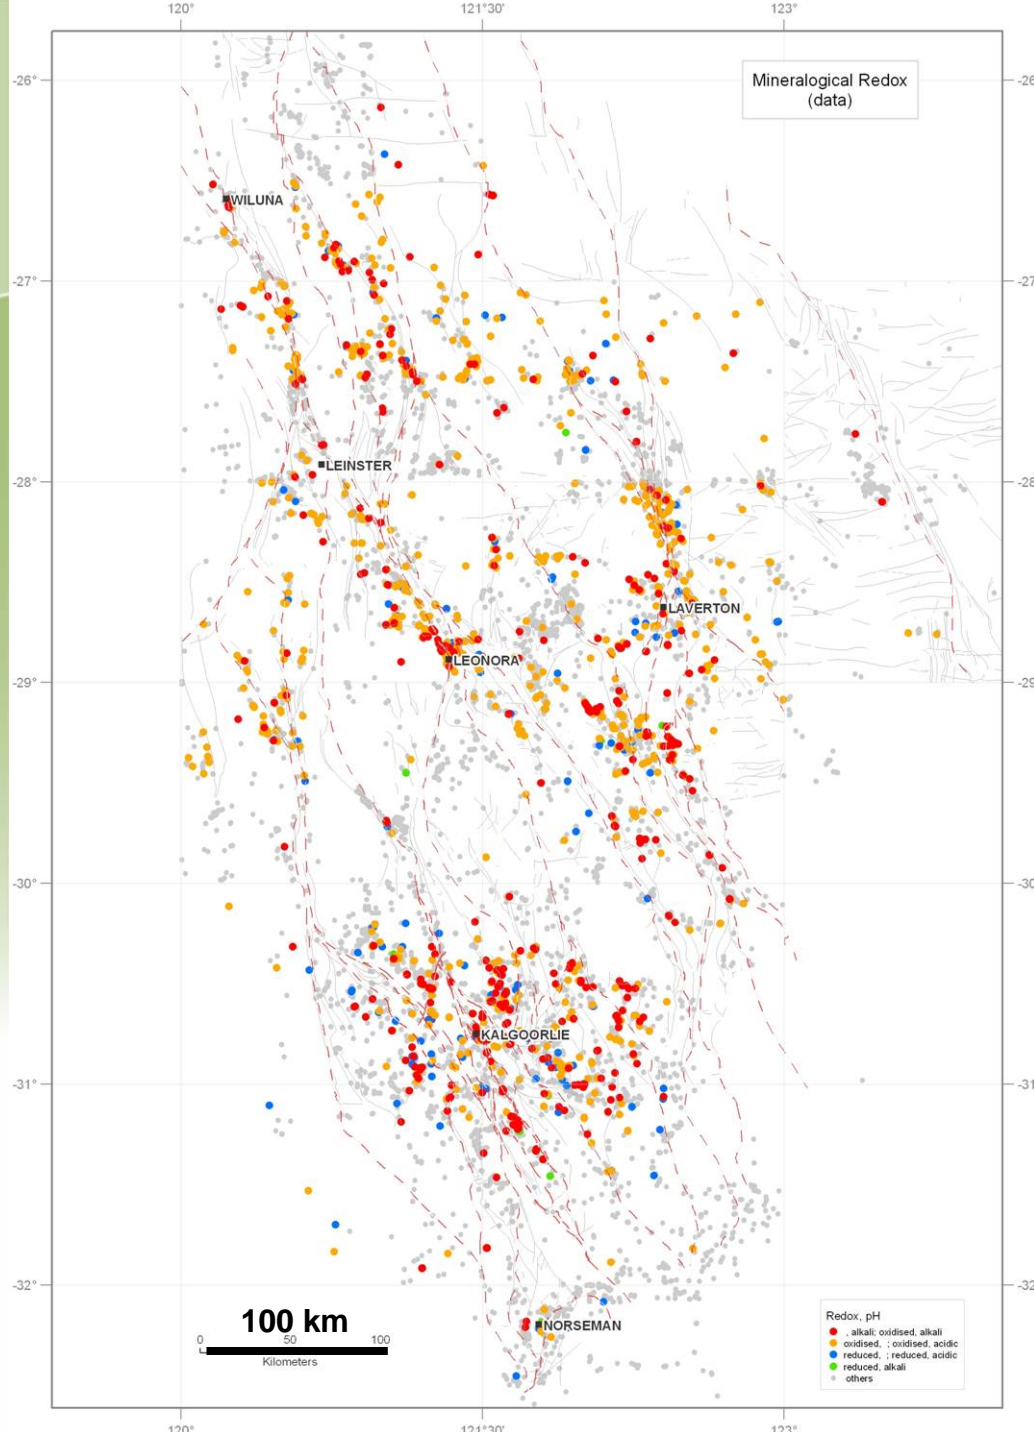 120°
121°30'
123°
-26°
Mineralogical Redox
(data)
-26
WILUNA
-27°
-27
LEINSTER
-28°
-28
LAVERTON
LEONORA
-29°
-29
-30°
-30
KALGOORLIE
-31°
-31
-32°
-32
NORSEMAN
100 km
0 50 100
Kilometers
Redox, pH
, alkali; oxidised, alkali
oxidised, ; oxidised, acidic
reduced, ; reduced, acidic
reduced, alkali
others
120°
121°30'
123°